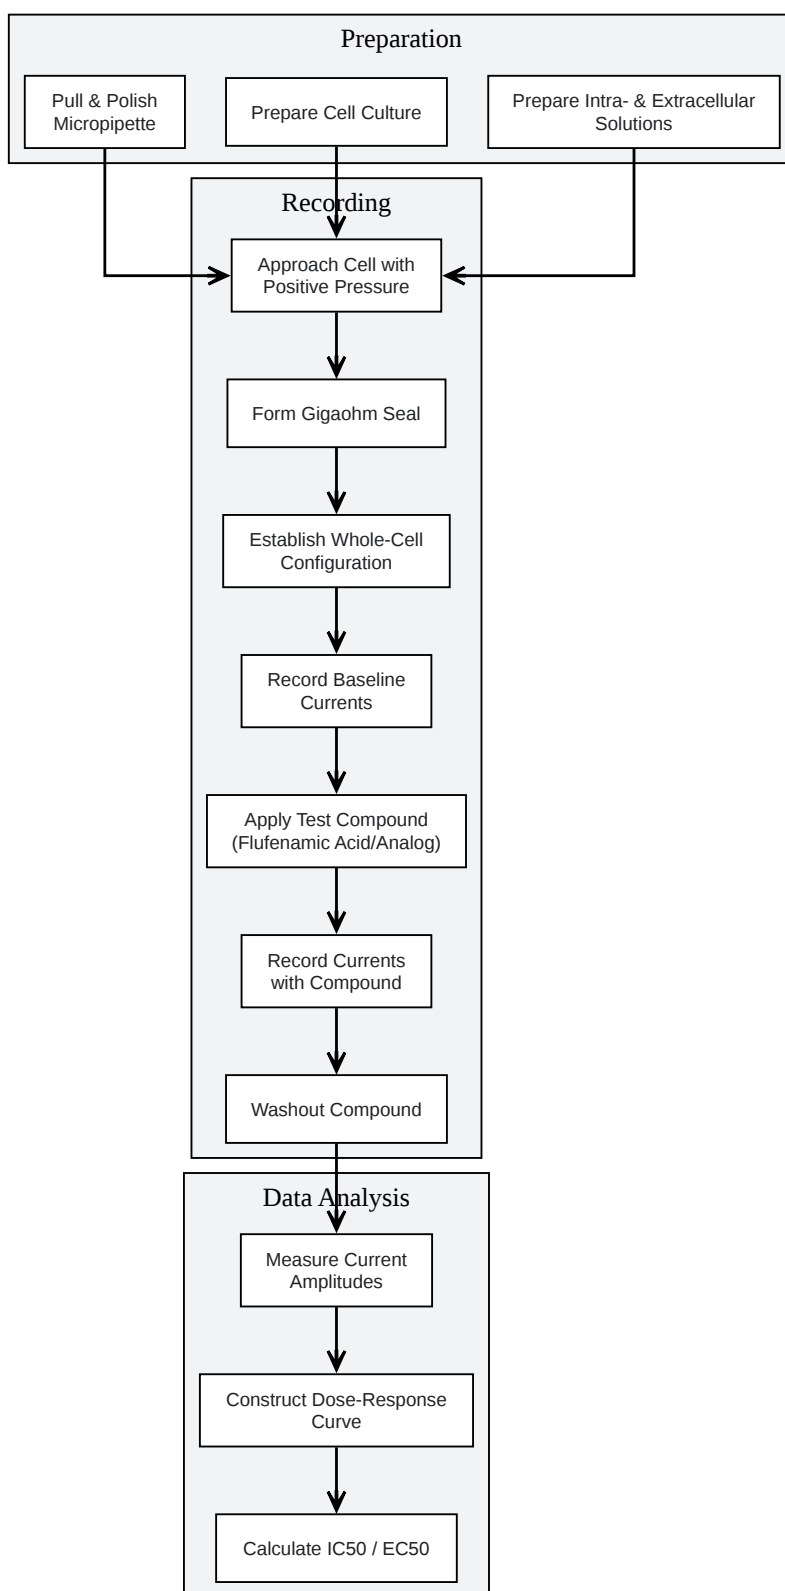 Preparation
Pull & Polish
Micropipette
Prepare Cell Culture
Prepare Intra- & Extracellular
Solutions
Recording
Approach Cell with
Positive Pressure
Form Gigaohm Seal
Establish Whole-Cell
Configuration
Record Baseline
Currents
Apply Test Compound
(Flufenamic Acid/Analog)
Record Currents
with Compound
Washout Compound
Data Analysis
Measure Current
Amplitudes
Construct Dose-Response
Curve
Calculate IC50 / EC50